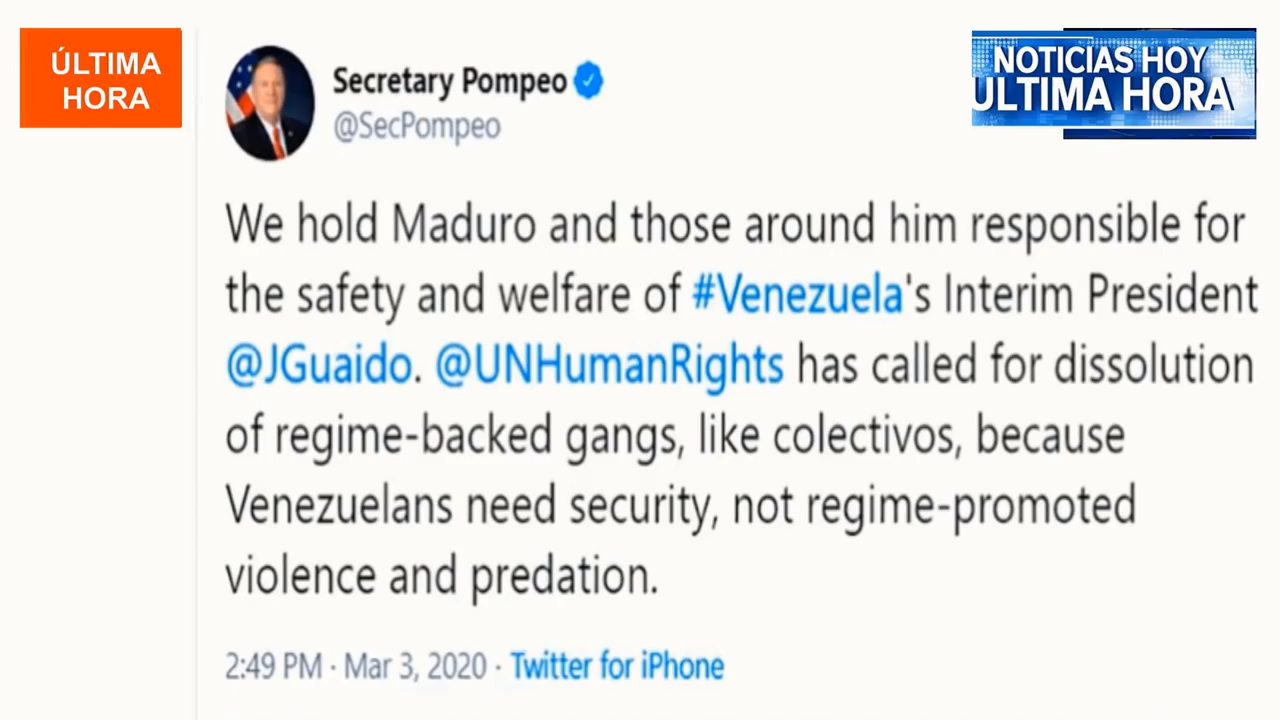 ÚLTIMA
HORA
NOTICIAS HOY
ULTIMA HORA
Secretary Pompeo
@SecPompeo
We hold Maduro and those around him responsible for
the safety and welfare of #Venezuela's Interim President
@JGuaido. @UNHumanRights has called for dissolution
of regime-backed gangs, like colectivos, because
Venezuelans need security, not regime-promoted
violence and predation.
2:49 PM · Mar 3, 2020 · Twitter for iPhone